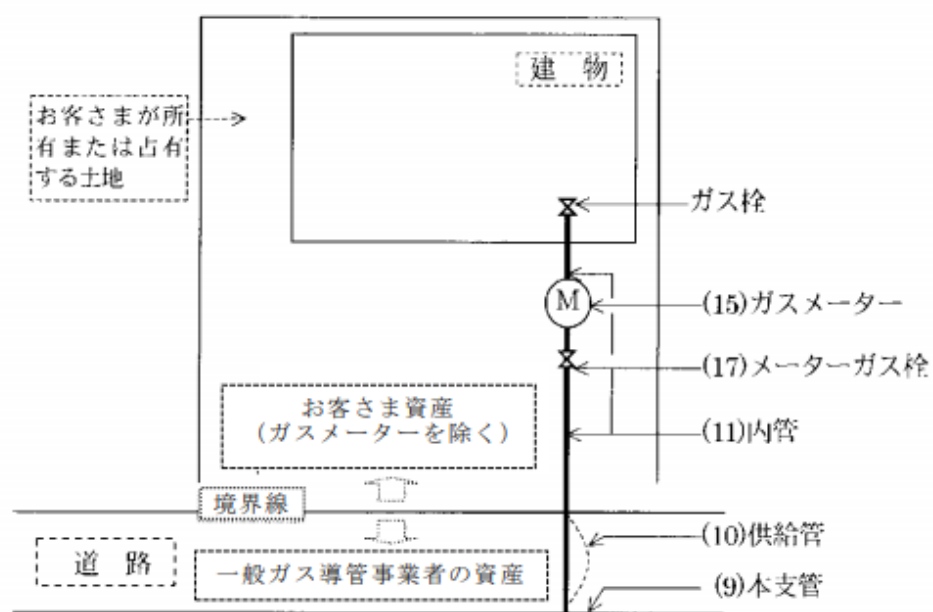 建 物
お客さまが所
有または占有
する土地
ガス栓
M
(15)ガスメーター
(17)メーターガス栓
お客さま資産
(ガスメーターを除く)
(11)内管
境界線
(10)供給管
道 路
一般ガス導管事業者の資産
(9)本支管